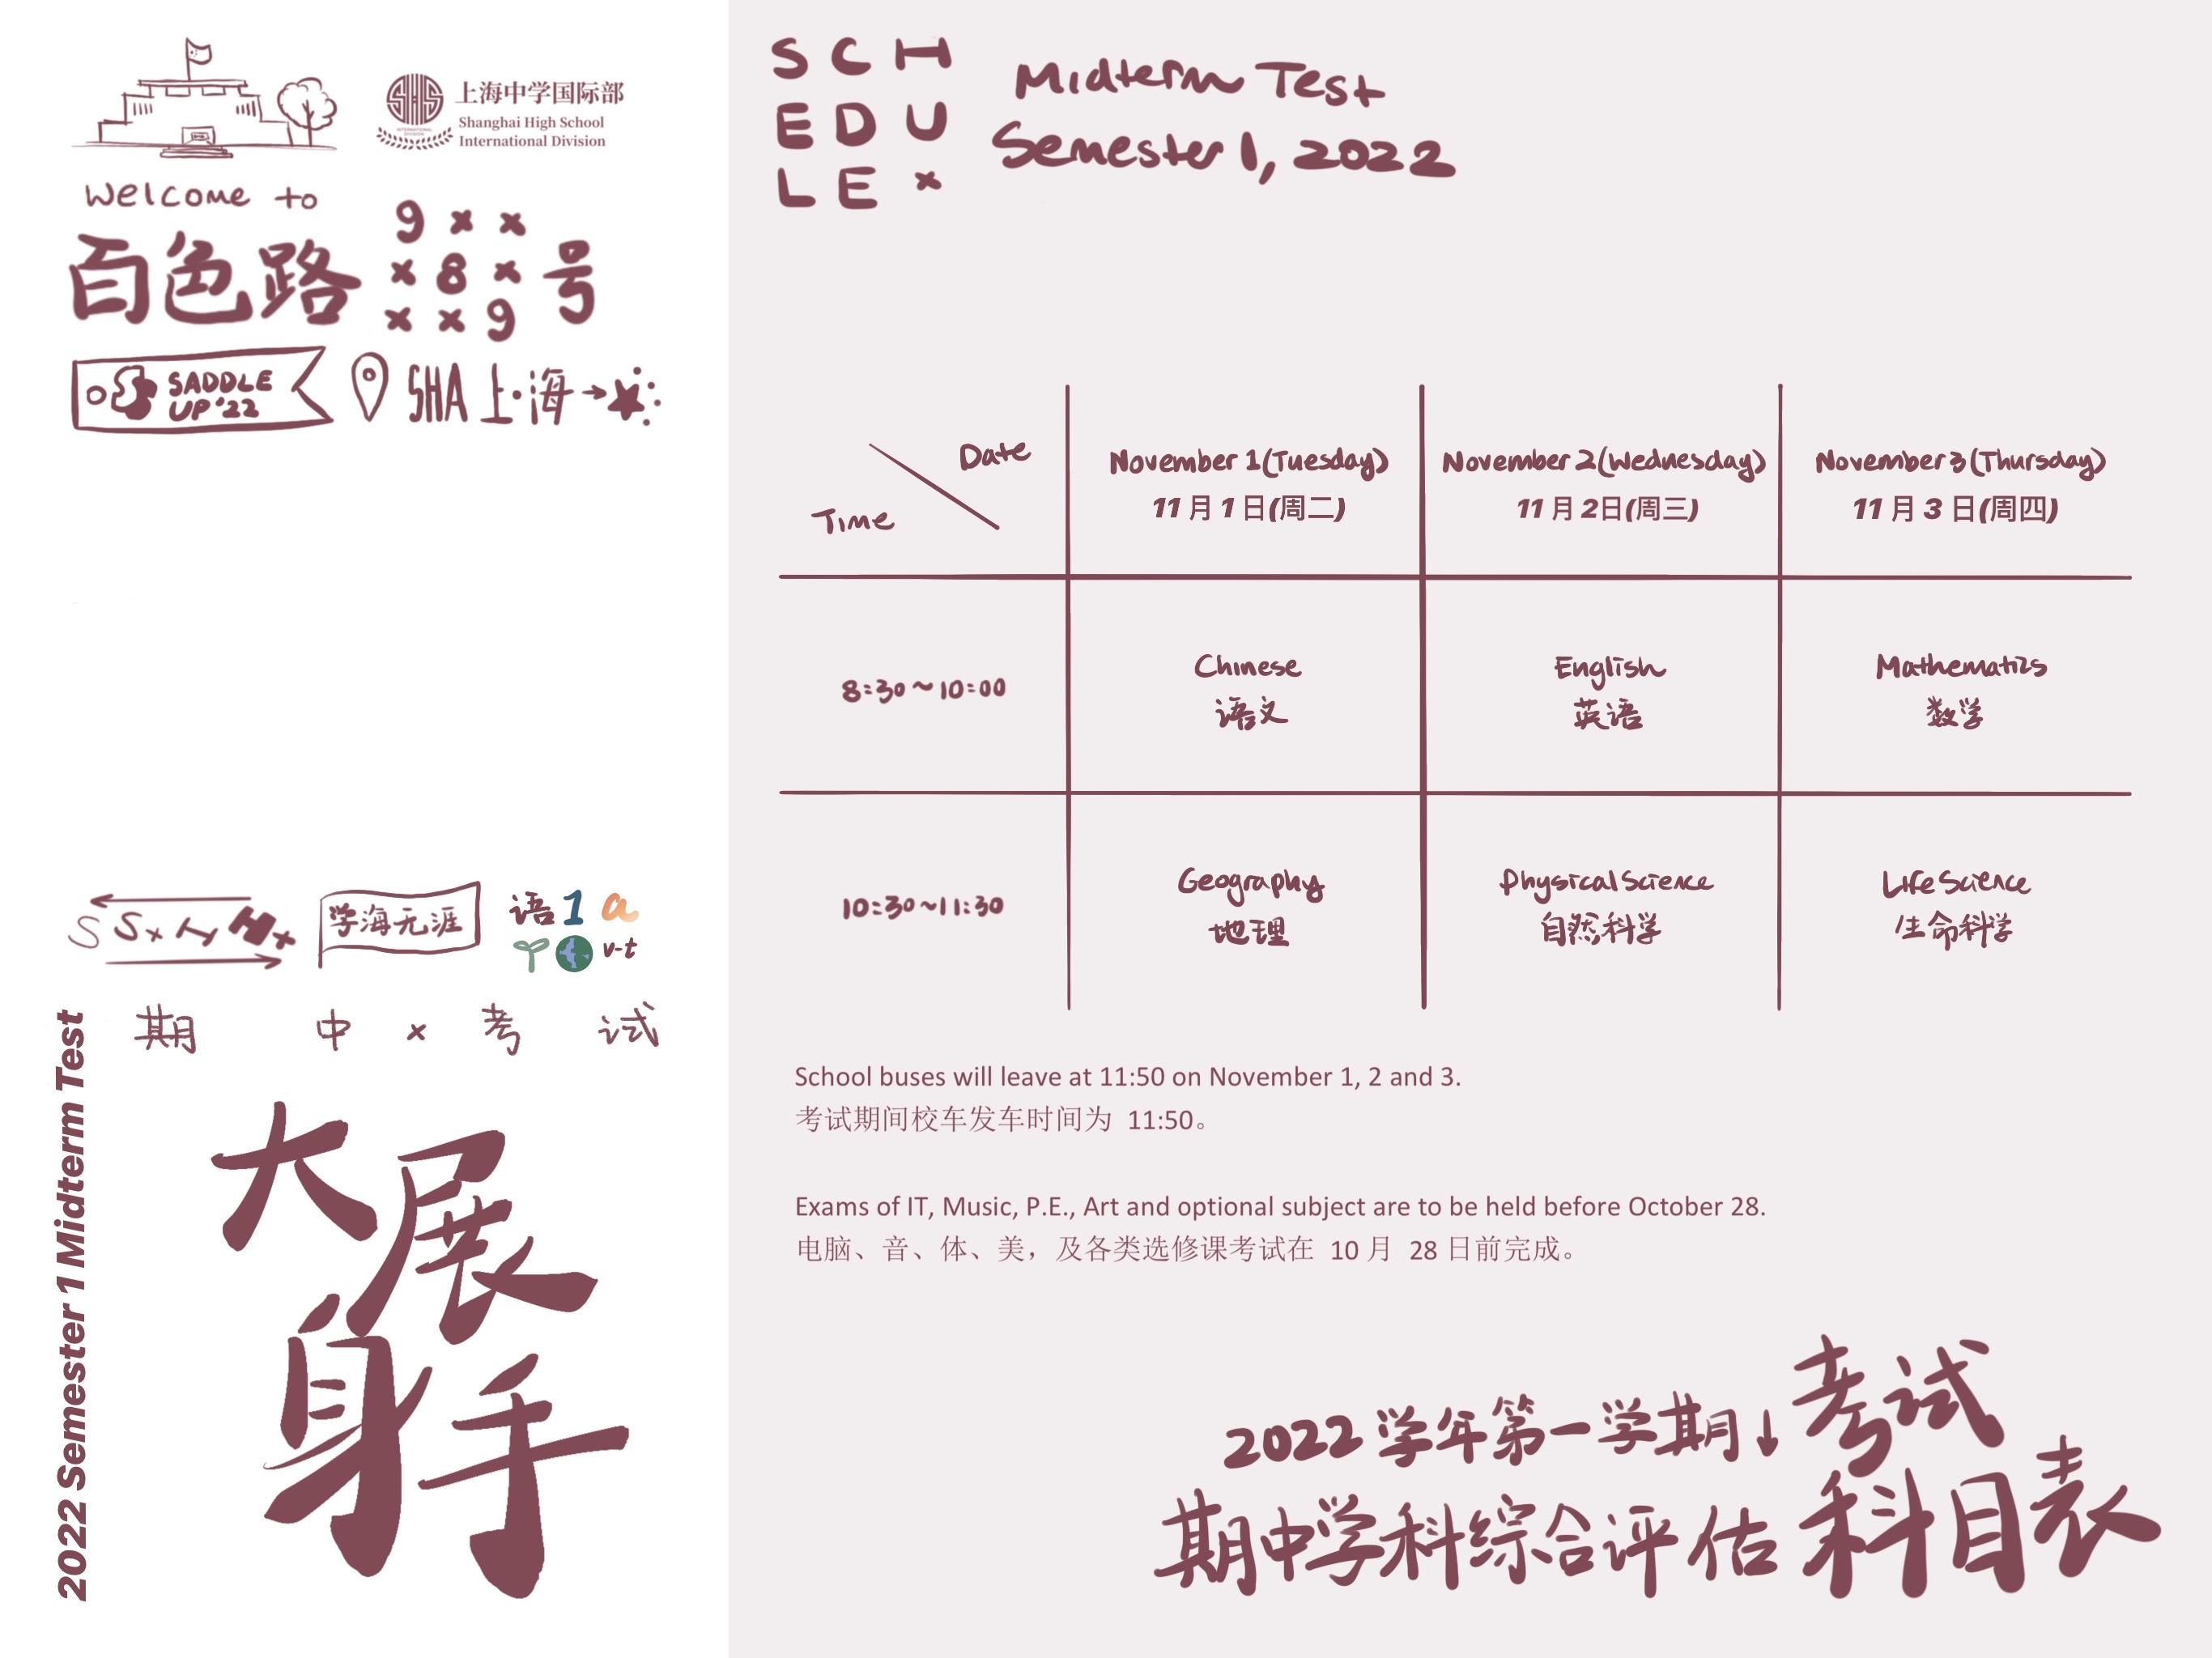 上海中学国际部
Shanghai High School
International Division
Welcome to
百色路 989 号
SADDLE
UP '22
SHA 上·海
S S H H
学海无涯
语 1 a
v-t
期 中 × 考 试
2022 Semester 1 Midterm Test
大展
身手
SCH
EDU
LE
Midterm Test
Semester 1, 2022
Date
Time
November 1 (Tuesday)
11 月 1 日(周二)
November 2 (Wednesday)
11 月 2日(周三)
November 3 (Thursday)
11 月 3 日(周四)
8:30~10:00
Chinese
语文
English
英语
Mathematics
数学
10:30~11:30
Geography
地理
Physical Science
自然科学
Life Science
生命科学
School buses will leave at 11:50 on November 1, 2 and 3.
考试期间校车发车时间为 11:50。
Exams of IT, Music, P.E., Art and optional subject are to be held before October 28.
电脑、音、体、美，及各类选修课考试在 10 月 28 日前完成。
2022 学年第一学期↓考试
期中学科综合评估 科目表